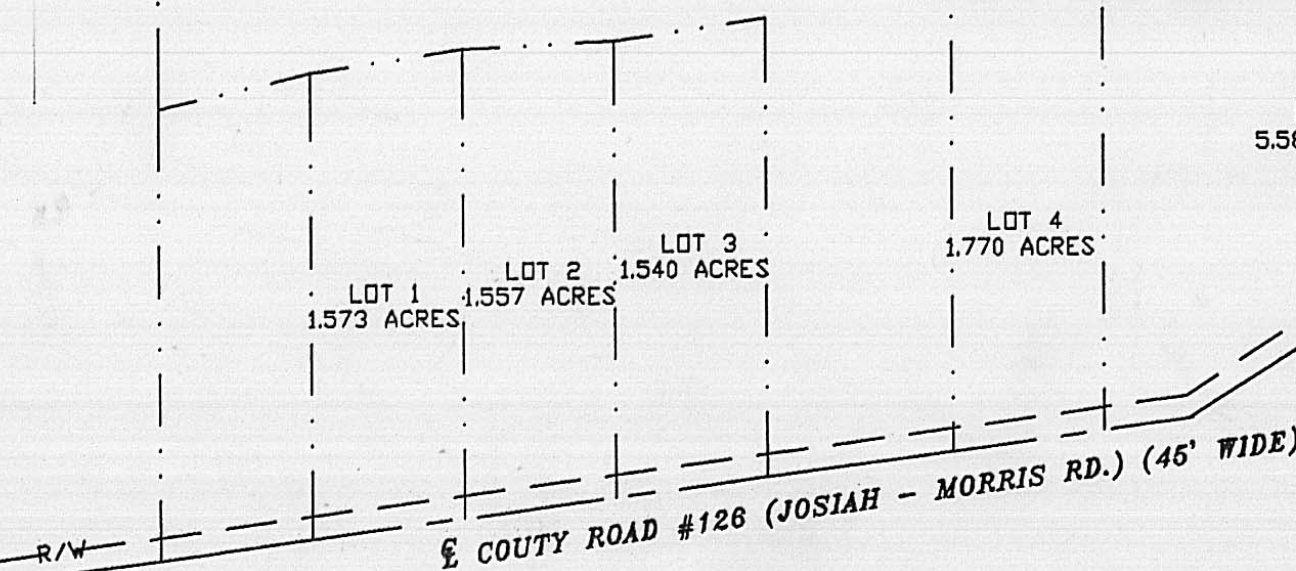 5.58
LOT 4
1.770 ACRES
LOT 3
1.540 ACRES
LOT 2
1.557 ACRES
LOT 1
1.573 ACRES
R/W
℄ COUTY ROAD #126 (JOSIAH - MORRIS RD.) (45' WIDE)